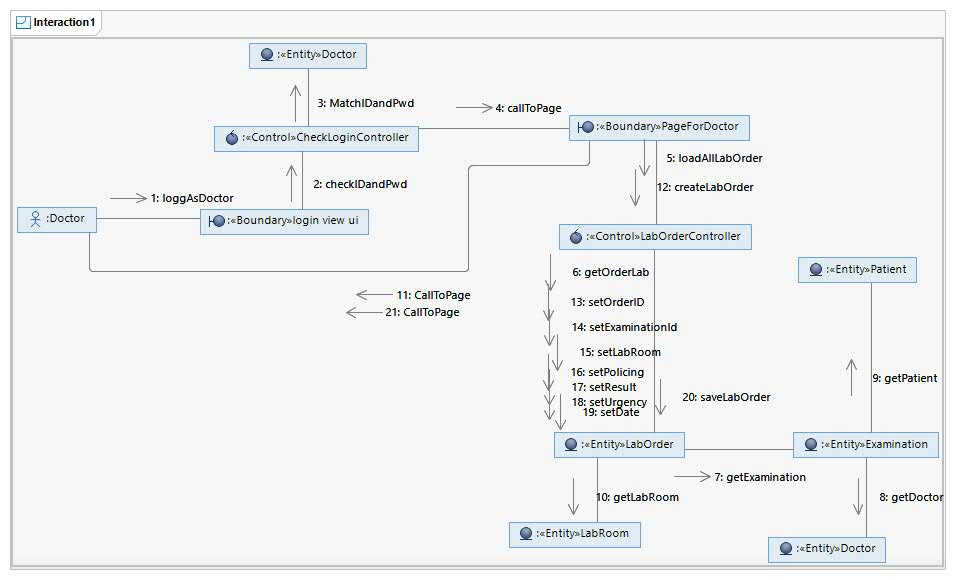 Interaction1
:«Entity»Doctor
3: MatchIDandPwd
4: callToPage
:«Control»CheckLoginController
:«Boundary»PageForDoctor
5: loadAllLabOrder
2: checkIDandPwd
12: createLabOrder
1: loggAsDoctor
:Doctor
:«Boundary»login view ui
:«Control»LabOrderController
6: getOrderLab
:«Entity»Patient
11: CallToPage
13: setOrderID
21: CallToPage
14: setExaminationId
15: setLabRoom
16: setPolicing
9: getPatient
17: setResult
20: saveLabOrder
18: setUrgency
19: setDate
:«Entity»LabOrder
:«Entity»Examination
7: getExamination
10: getLabRoom
8: getDoctor
:«Entity»LabRoom
:«Entity»Doctor